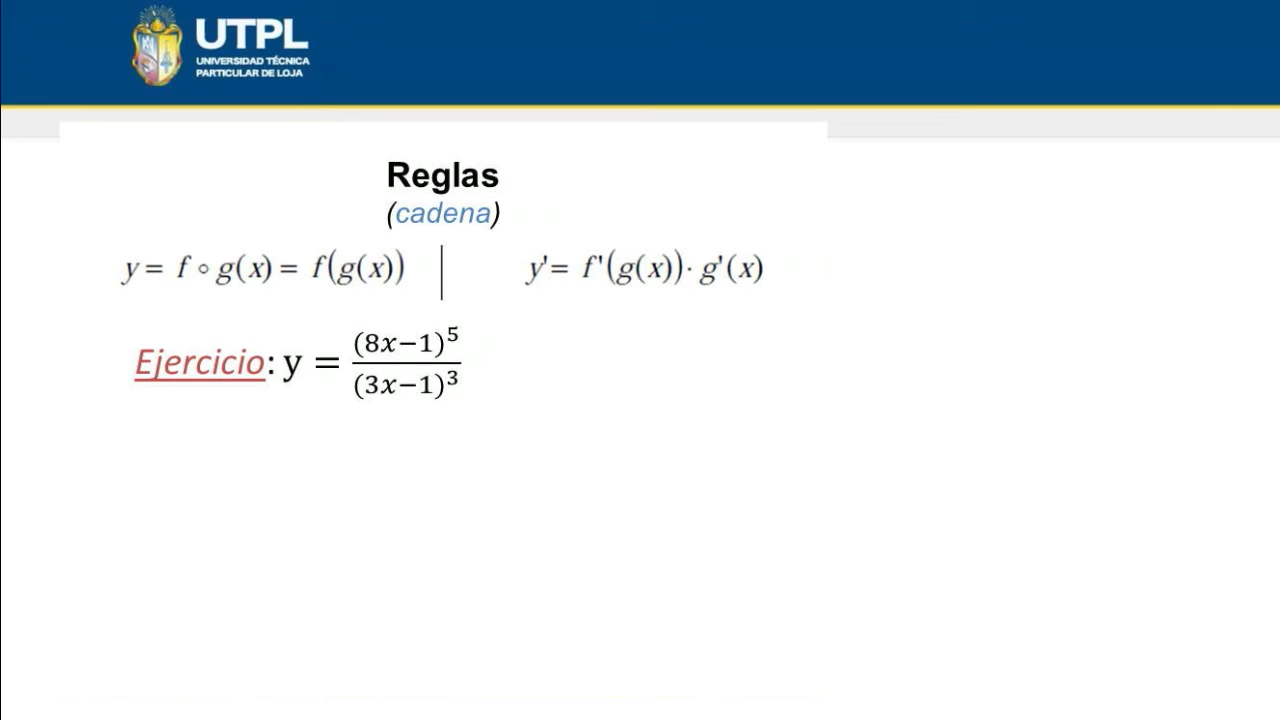 UTPL
UNIVERSIDAD TÉCNICA
PARTICULAR DE LOJA
Reglas
(cadena)
y = f ∘ g(x) = f(g(x)) | y' = f'(g(x)) · g'(x)
Ejercicio: y = (8x−1)⁵ / (3x−1)³